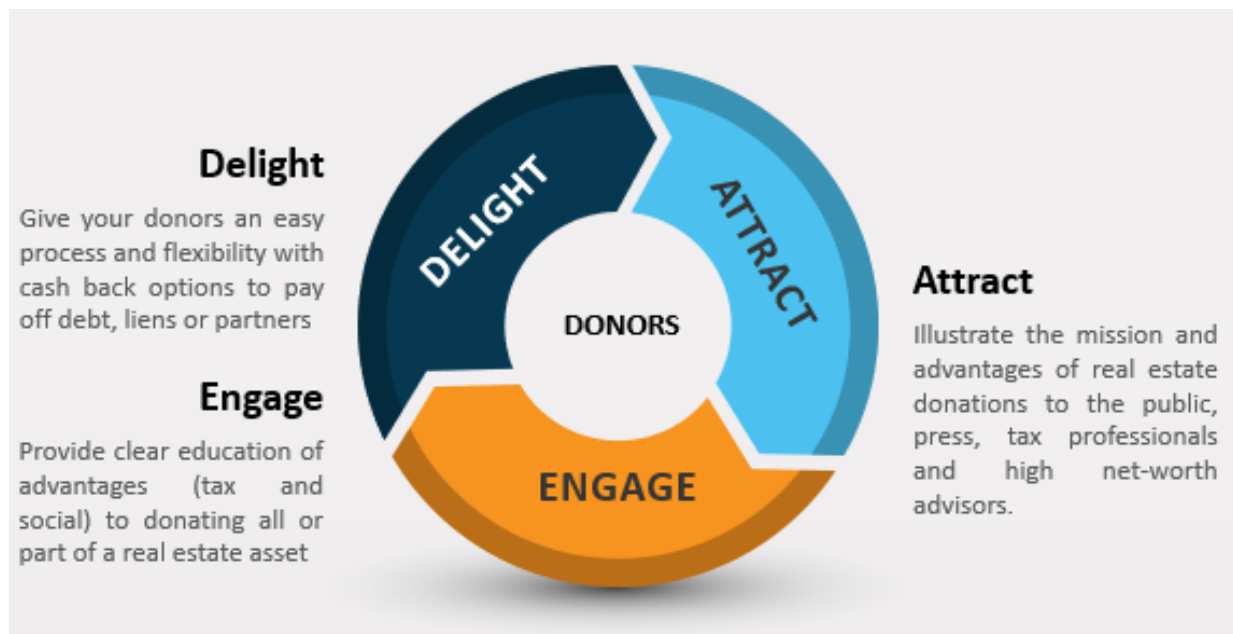 Delight
Give your donors an easy
process and flexibility with
cash back options to pay
off debt, liens or partners
Engage
Provide clear education of
advantages (tax and
social) to donating all or
part of a real estate asset
DELIGHT
ATTRACT
DONORS
ENGAGE
Attract
Illustrate the mission and
advantages of real estate
donations to the public,
press, tax professionals
and high net-worth
advisors.